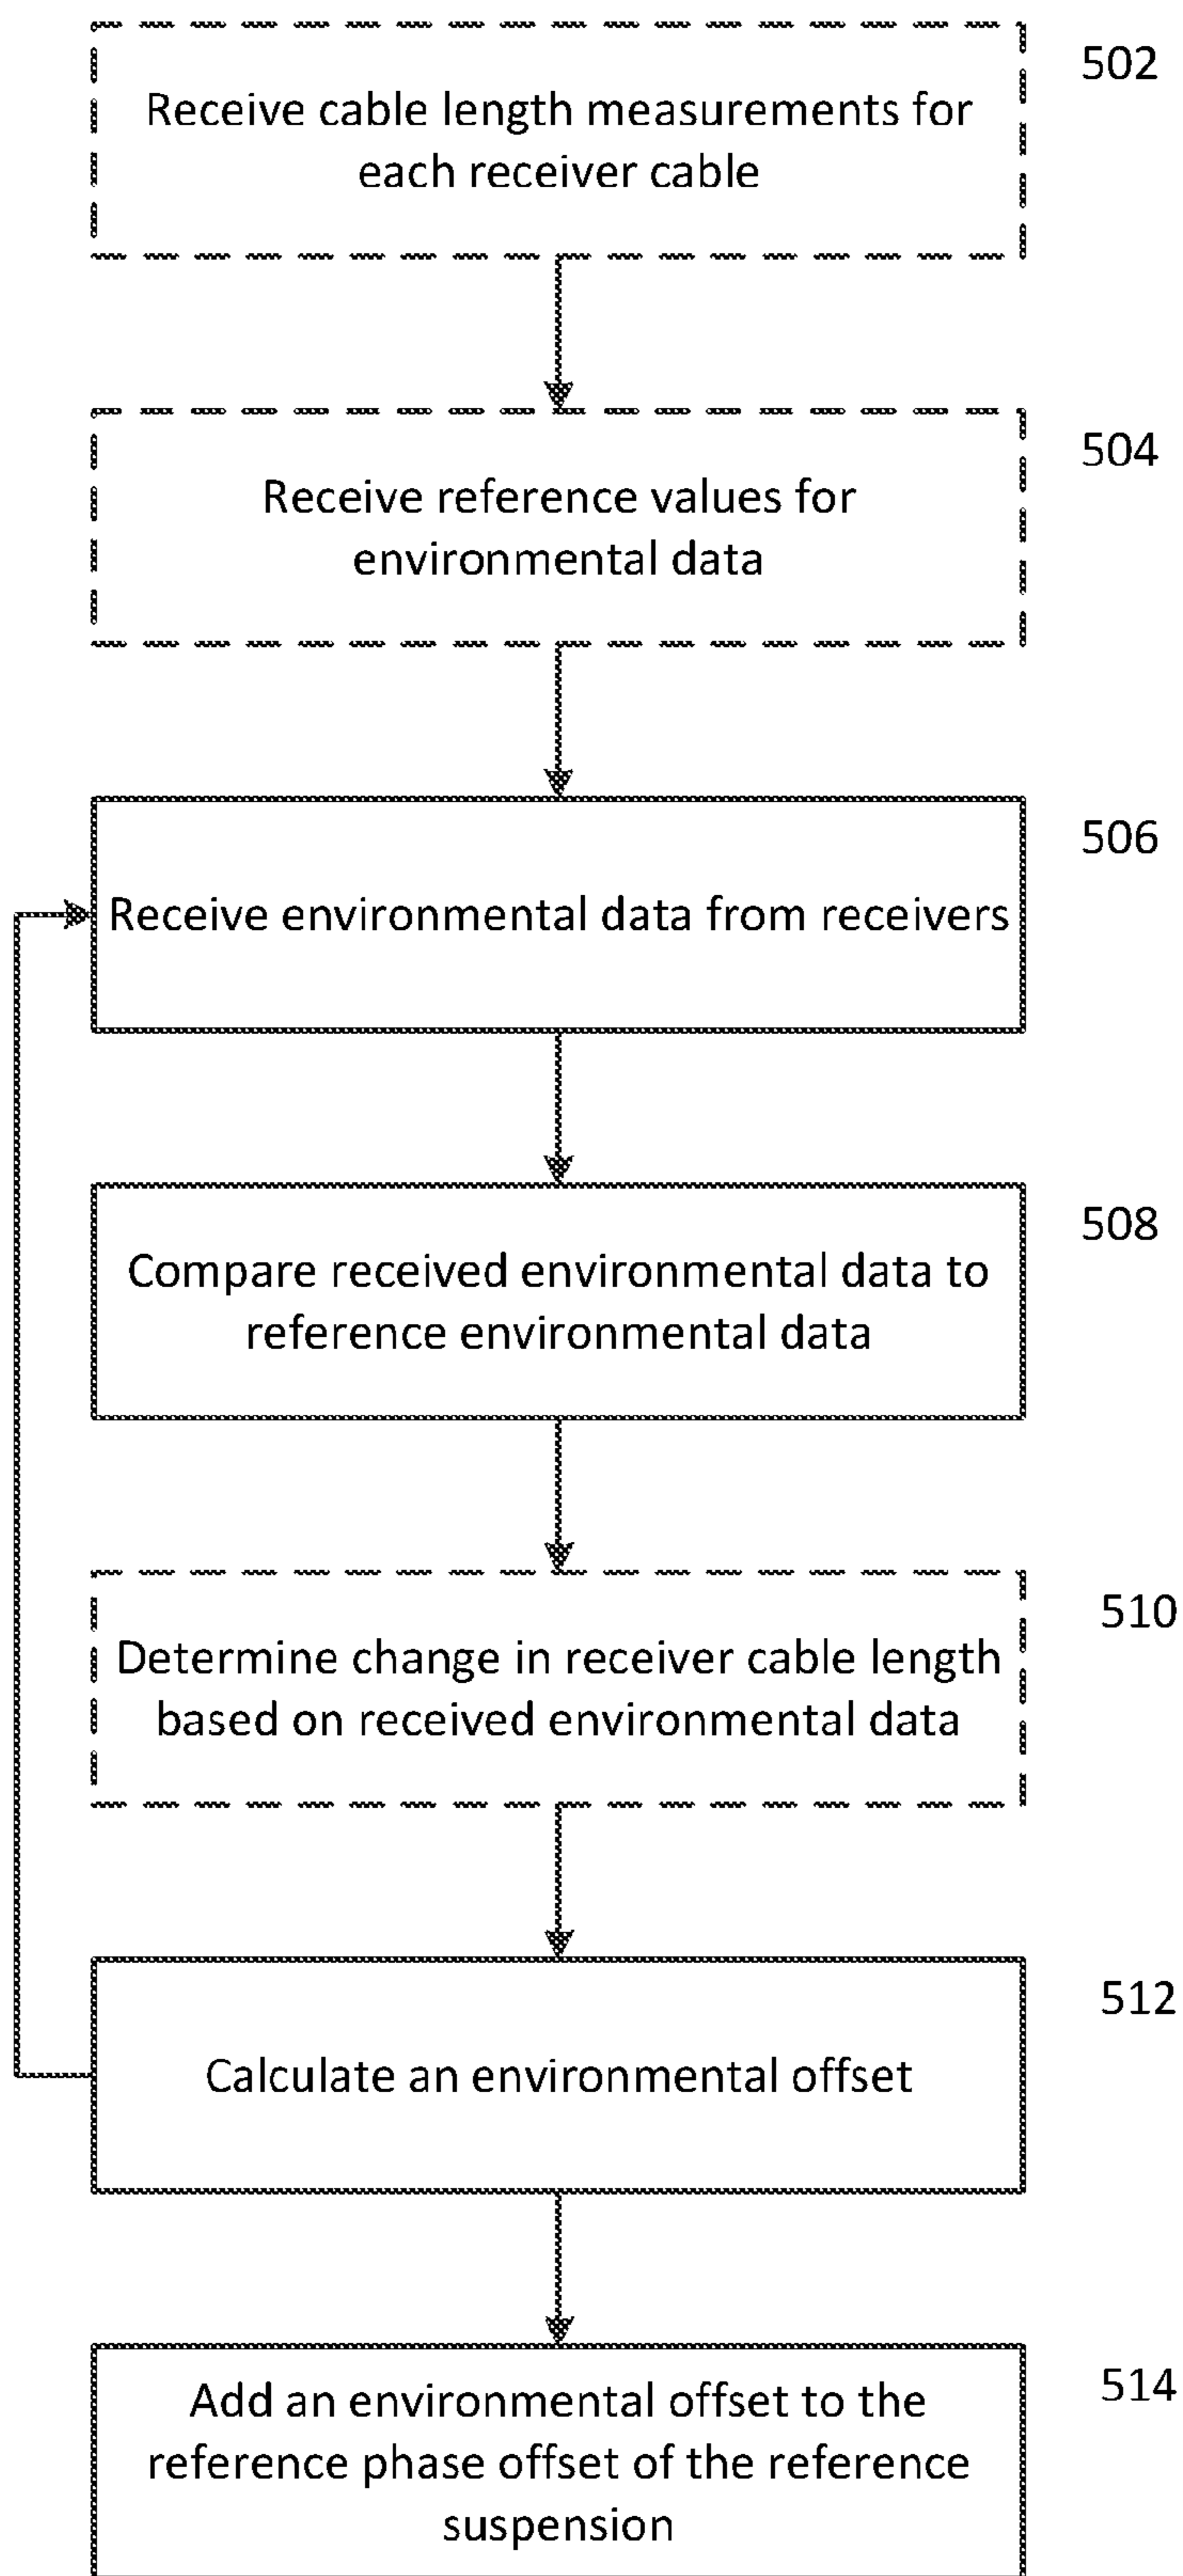 502
Receive cable length measurements for
each receiver cable
504
Receive reference values for
environmental data
506
Receive environmental data from receivers
508
Compare received environmental data to
reference environmental data
510
Determine change in receiver cable length
based on received environmental data
512
Calculate an environmental offset
514
Add an environmental offset to the
reference phase offset of the reference
suspension